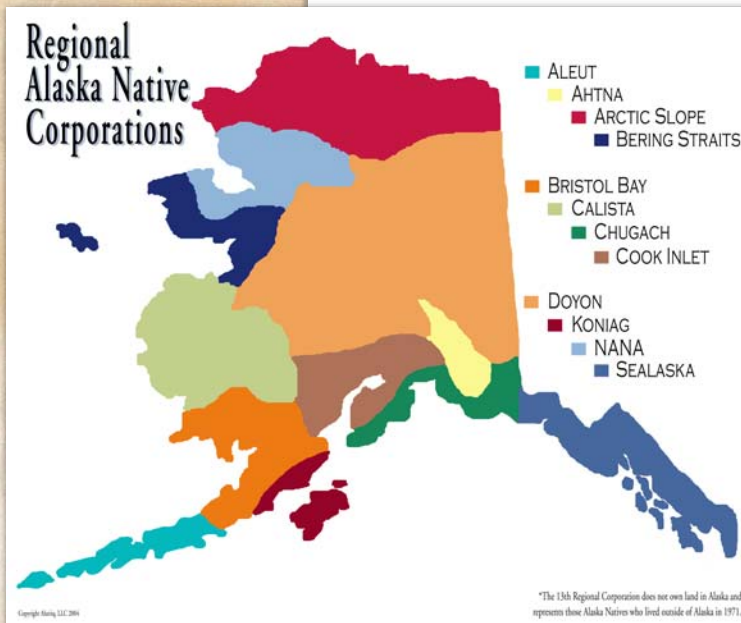 Regional
Alaska Native
Corporations
ALEUT
AHTNA
ARCTIC SLOPE
BERING STRAITS
BRISTOL BAY
CALISTA
CHUGACH
COOK INLET
DOYON
KONIAG
NANA
SEALASKA
*The 13th Regional Corporation does not own land in Alaska and
represents those Alaska Natives who lived outside of Alaska in 1971.